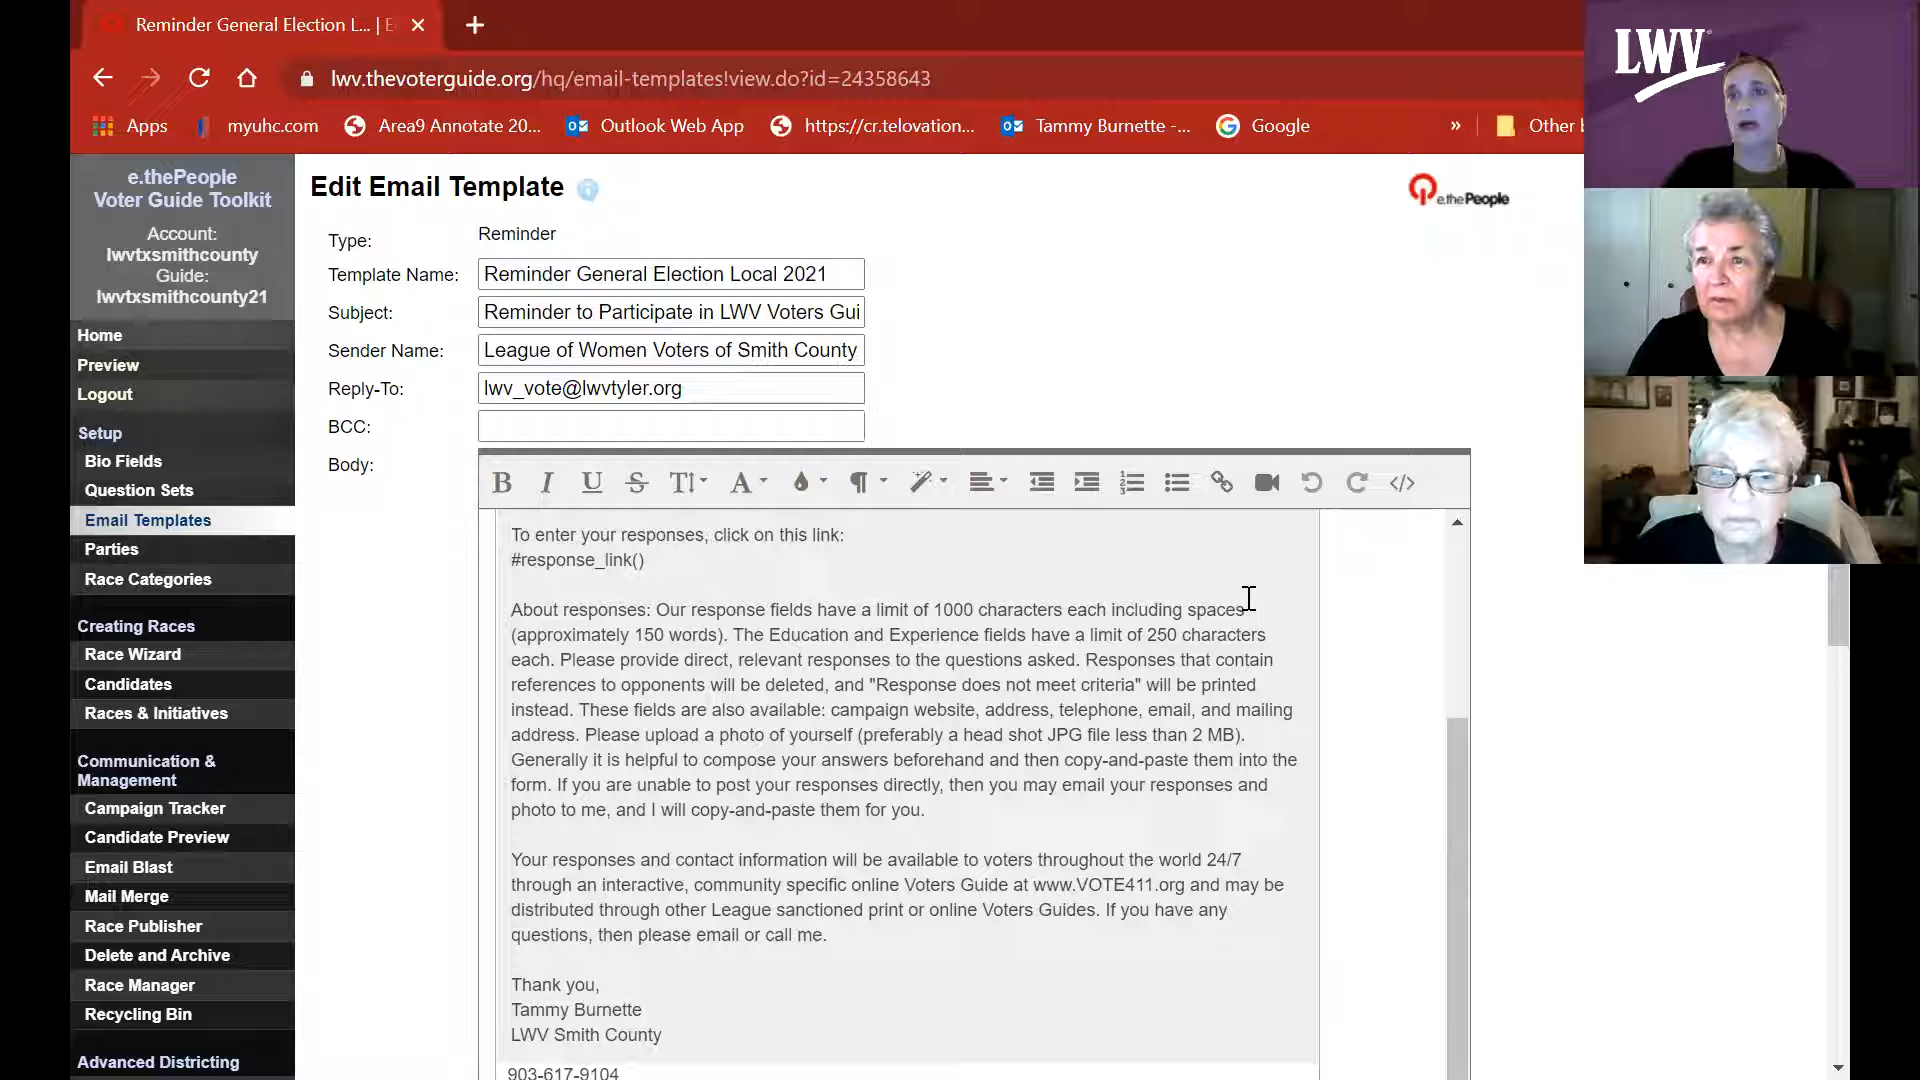 Reminder General Election L... | E
lwv.thevoterguide.org/hq/email-templates!view.do?id=24358643
Apps
myuhc.com
Area9 Annotate 20...
Outlook Web App
https://cr.telovation...
Tammy Burnette -...
Google
»
Other
LWV
e.thePeople
Voter Guide Toolkit
Account:
lwvtxsmithcounty
Guide:
lwvtxsmithcounty21
Home
Preview
Logout
Setup
Bio Fields
Question Sets
Email Templates
Parties
Race Categories
Creating Races
Race Wizard
Candidates
Races & Initiatives
Communication &
Management
Campaign Tracker
Candidate Preview
Email Blast
Mail Merge
Race Publisher
Delete and Archive
Race Manager
Recycling Bin
Advanced Districting
Edit Email Template
e.thePeople
Type: Reminder
Template Name: Reminder General Election Local 2021
Subject: Reminder to Participate in LWV Voters Gui
Sender Name: League of Women Voters of Smith County
Reply-To: lwv_vote@lwvtyler.org
BCC:
Body:
To enter your responses, click on this link:
#response_link()
About responses: Our response fields have a limit of 1000 characters each including spaces
(approximately 150 words). The Education and Experience fields have a limit of 250 characters
each. Please provide direct, relevant responses to the questions asked. Responses that contain
references to opponents will be deleted, and "Response does not meet criteria" will be printed
instead. These fields are also available: campaign website, address, telephone, email, and mailing
address. Please upload a photo of yourself (preferably a head shot JPG file less than 2 MB).
Generally it is helpful to compose your answers beforehand and then copy-and-paste them into the
form. If you are unable to post your responses directly, then you may email your responses and
photo to me, and I will copy-and-paste them for you.
Your responses and contact information will be available to voters throughout the world 24/7
through an interactive, community specific online Voters Guide at www.VOTE411.org and may be
distributed through other League sanctioned print or online Voters Guides. If you have any
questions, then please email or call me.
Thank you,
Tammy Burnette
LWV Smith County
903-617-9104